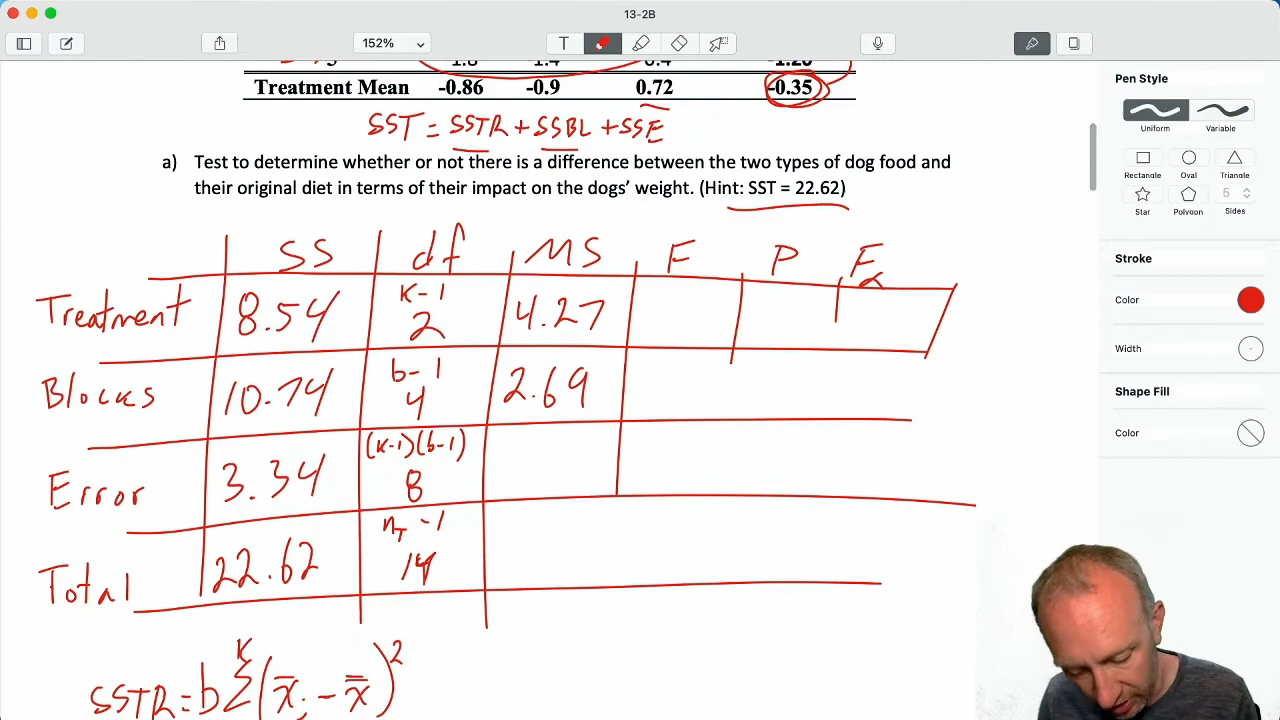 13-2B
152%
T
Pen Style
Uniform Variable
Rectangle Oval Triangle
Star Polygon Sides
5
Stroke
Color
Width
Shape Fill
Color
Treatment Mean -0.86 -0.9 0.72 -0.35
SST = SSTR + SSBL + SSE
a) Test to determine whether or not there is a difference between the two types of dog food and
their original diet in terms of their impact on the dogs' weight. (Hint: SST = 22.62)
SS df MS F P Fα
Treatment 8.54 K-1 2 4.27
Blocks 10.74 b-1 4 2.69
Error 3.34 (K-1)(b-1) 8
Total 22.62 nT -1 14
SSTR = b Σ^K (x̄j - x̿)²